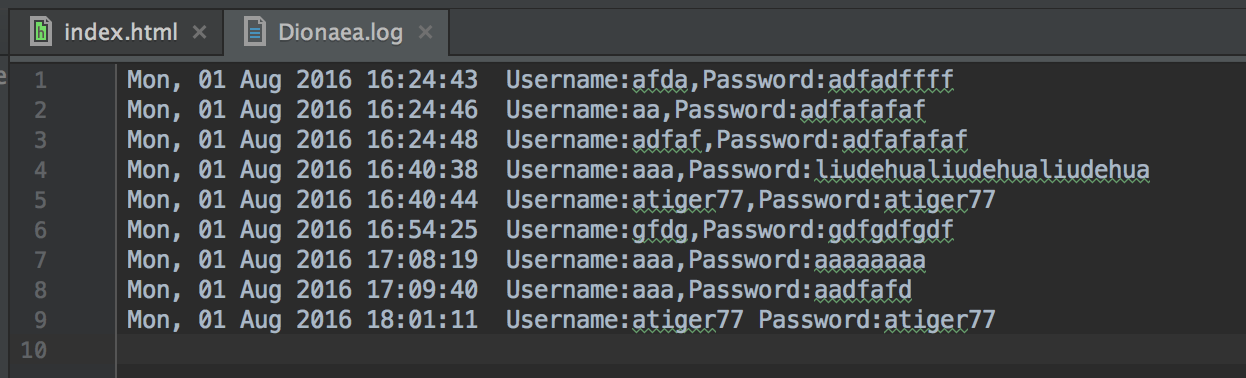 index.html Dionaea.log
1 Mon, 01 Aug 2016 16:24:43  Username:afda,Password:adfadffff
2 Mon, 01 Aug 2016 16:24:46  Username:aa,Password:adfafafaf
3 Mon, 01 Aug 2016 16:24:48  Username:adfaf,Password:adfafafaf
4 Mon, 01 Aug 2016 16:40:38  Username:aaa,Password:liudehualiudehualiudehua
5 Mon, 01 Aug 2016 16:40:44  Username:atiger77,Password:atiger77
6 Mon, 01 Aug 2016 16:54:25  Username:gfdg,Password:gdfgdfgdf
7 Mon, 01 Aug 2016 17:08:19  Username:aaa,Password:aaaaaaaa
8 Mon, 01 Aug 2016 17:09:40  Username:aaa,Password:aadfafd
9 Mon, 01 Aug 2016 18:01:11  Username:atiger77 Password:atiger77
10